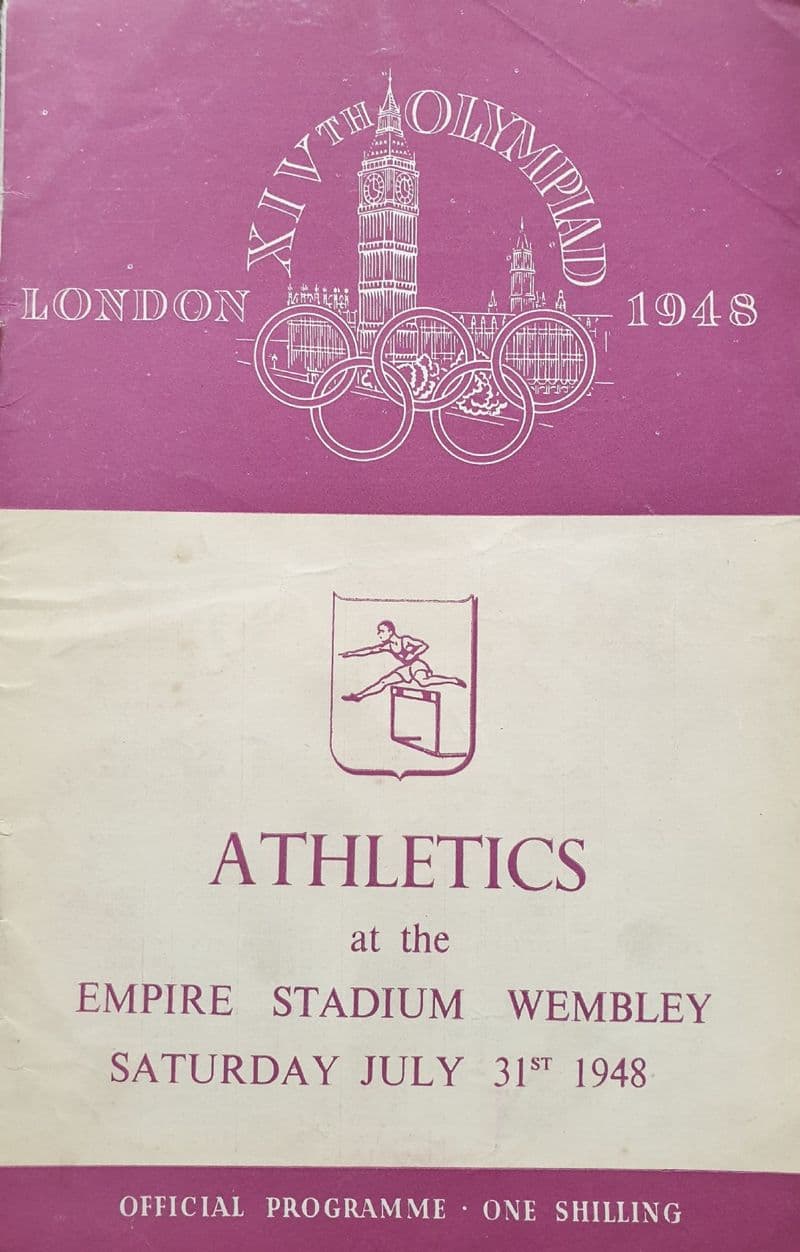 XIVTH OLYMPIAD
LONDON 1948
ATHLETICS
at the
EMPIRE STADIUM WEMBLEY
SATURDAY JULY 31ST 1948
OFFICIAL PROGRAMME · ONE SHILLING